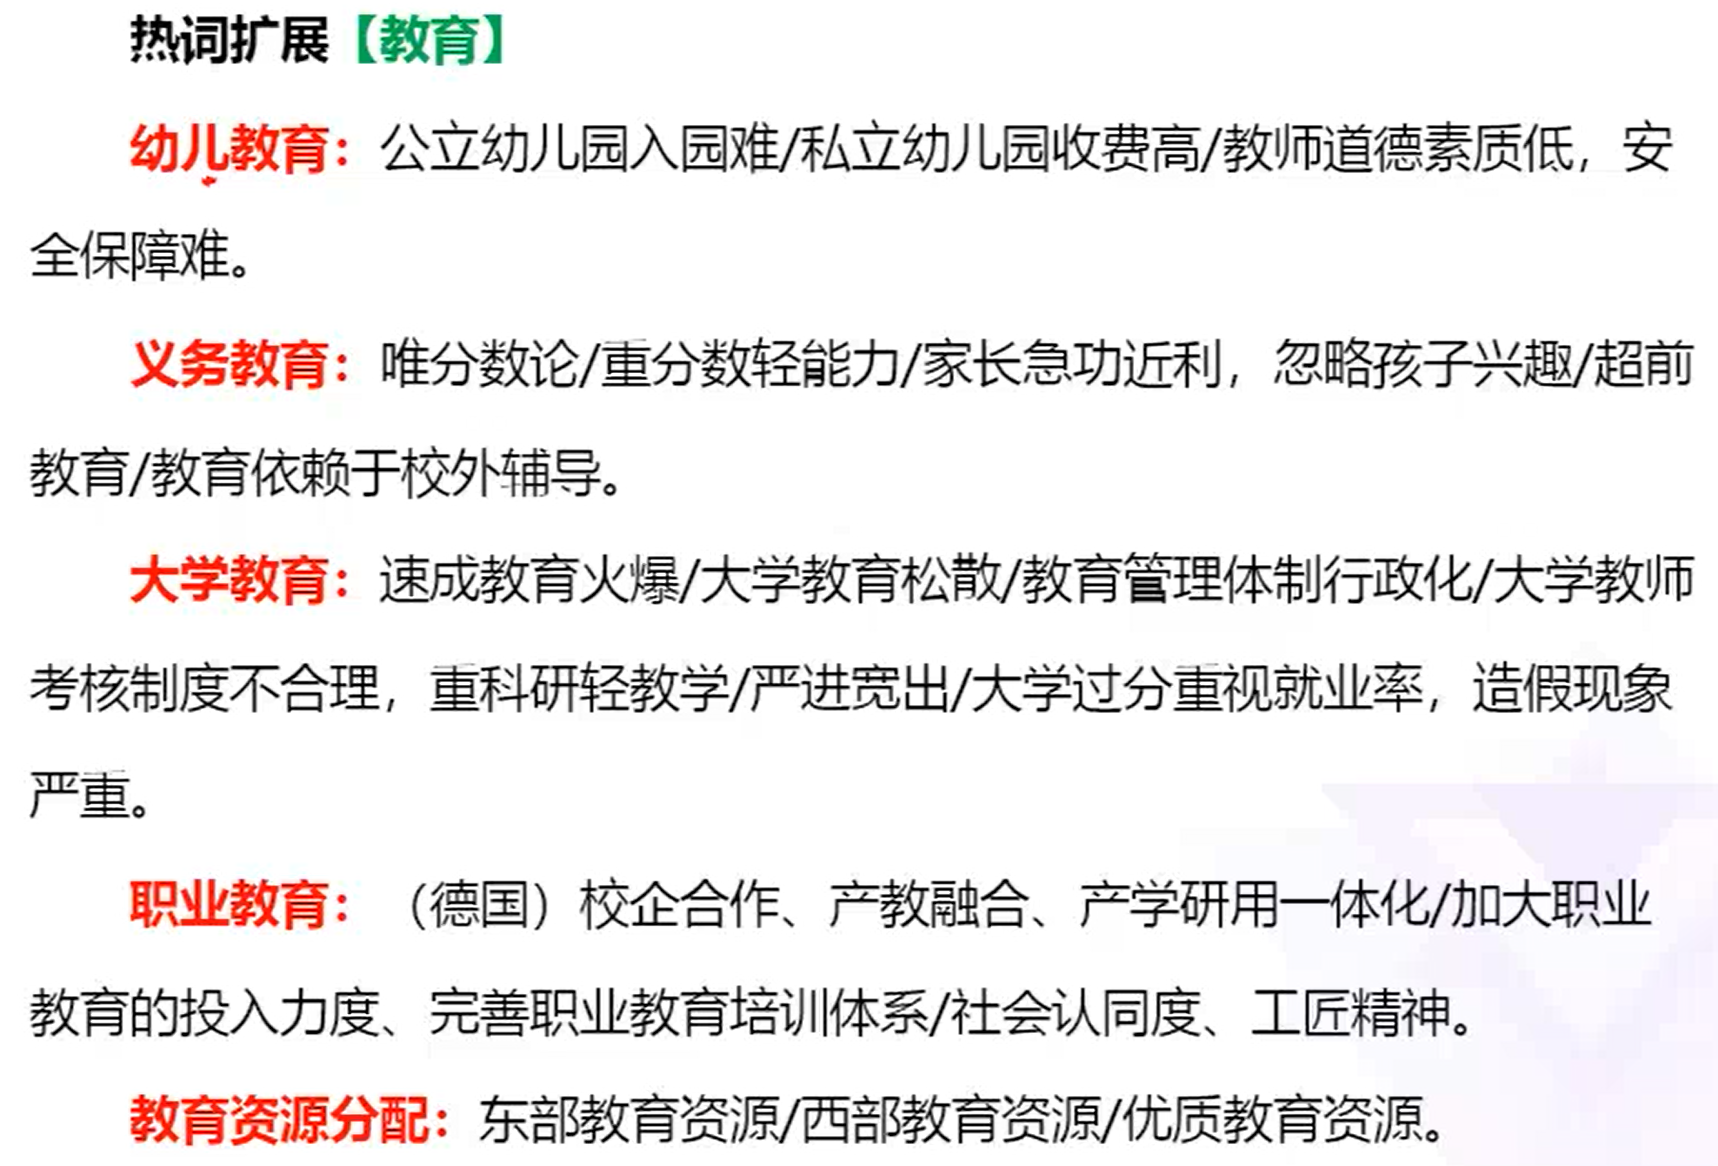 热词扩展【教育】
幼儿教育：公立幼儿园入园难/私立幼儿园收费高/教师道德素质低，安
全保障难。
义务教育：唯分数论/重分数轻能力/家长急功近利，忽略孩子兴趣/超前
教育/教育依赖于校外辅导。
大学教育：速成教育火爆/大学教育松散/教育管理体制行政化/大学教师
考核制度不合理，重科研轻教学/严进宽出/大学过分重视就业率，造假现象
严重。
职业教育：（德国）校企合作、产教融合、产学研用一体化/加大职业
教育的投入力度、完善职业教育培训体系/社会认同度、工匠精神。
教育资源分配：东部教育资源/西部教育资源/优质教育资源。